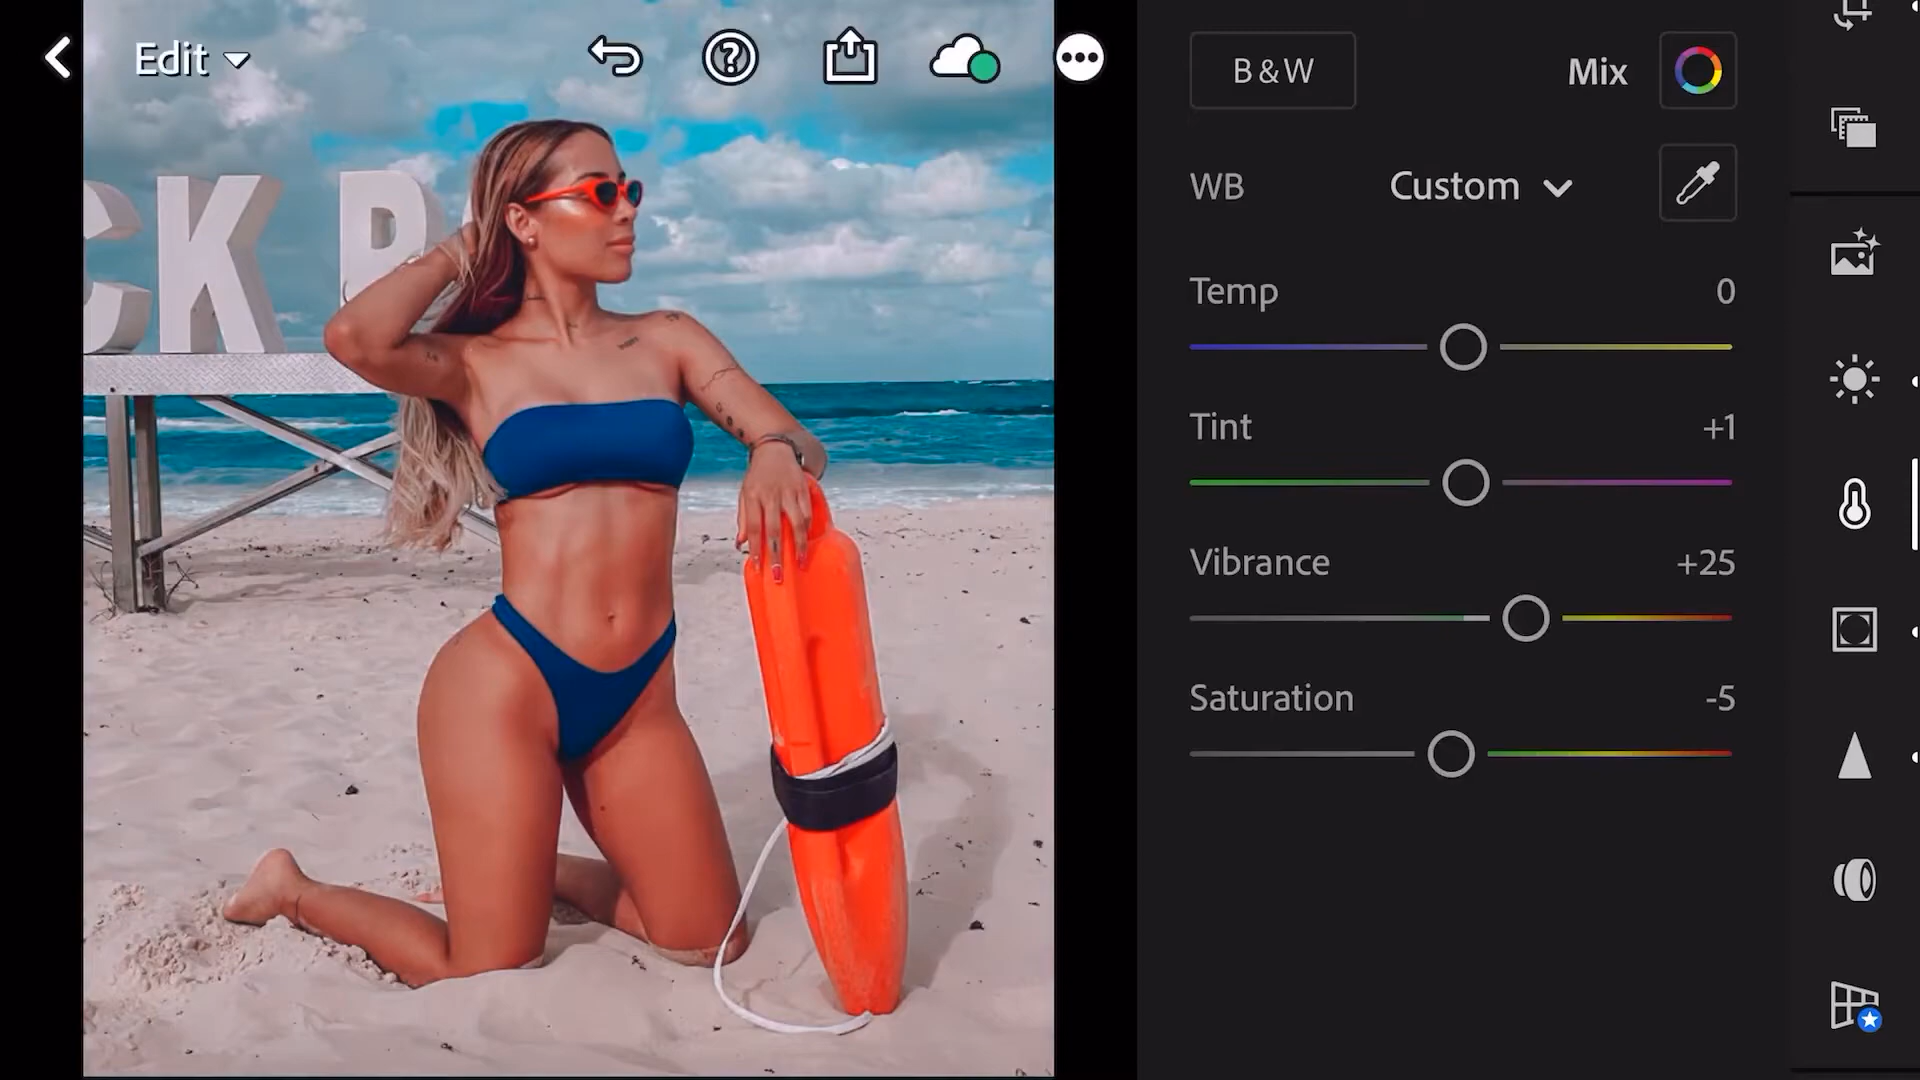 Edit
B&W
Mix
WB
Custom
Temp
0
Tint
+1
Vibrance
+25
Saturation
-5
CK